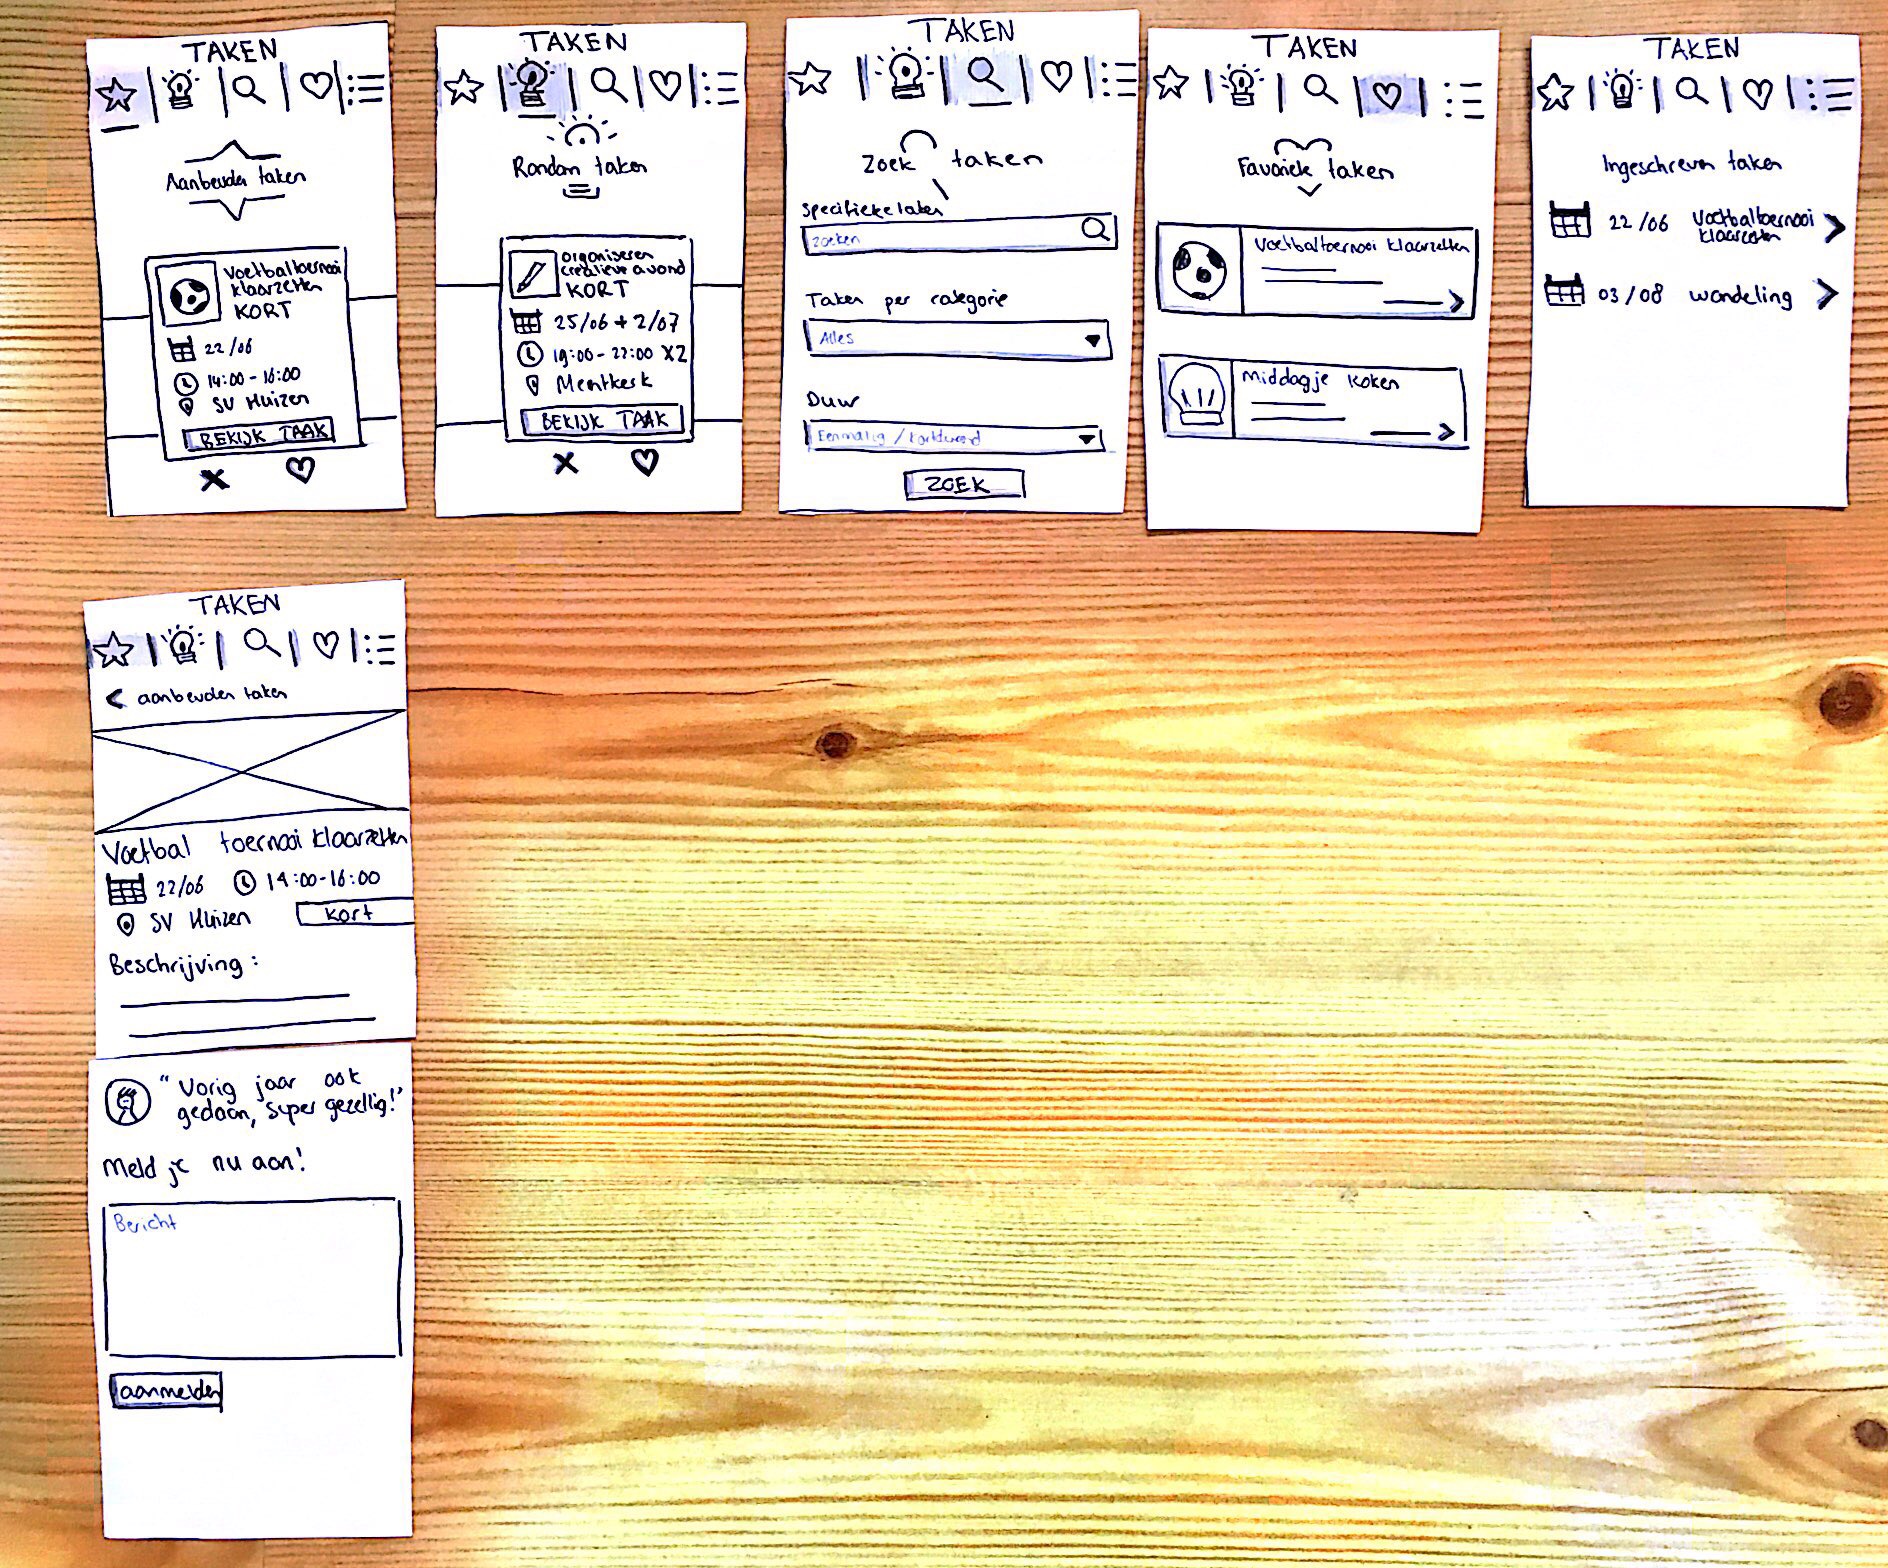 TAKEN
Aanbevolen taken
Voetbaltoernooi
klaarzetten
KORT
22/06
14:00-16:00
SV Huizen
BEKIJK TAAK
TAKEN
Random taken
organiseren
creatieve avond
KORT
25/06 + 2/07
19:00-22:00 X2
Mentkerk
BEKIJK TAAK
TAKEN
Zoek taken
Specifieke taken
zoeken
Taken per categorie
Alles
Duur
Eenmalig / kortdurend
ZOEK
TAKEN
Favoriete taken
Voetbaltoernooi klaarzetten
Middagje koken
TAKEN
Ingeschreven taken
22/06 Voetbaltoernooi
klaarzetten
03/08 wandeling
TAKEN
< aanbevolen taken
Voetbal toernooi klaarzetten
22/06 14:00-16:00
SV Huizen kort
Beschrijving:
"Vorig jaar ook
gedaan, super gezellig!"
Meld je nu aan!
Bericht
aanmelden